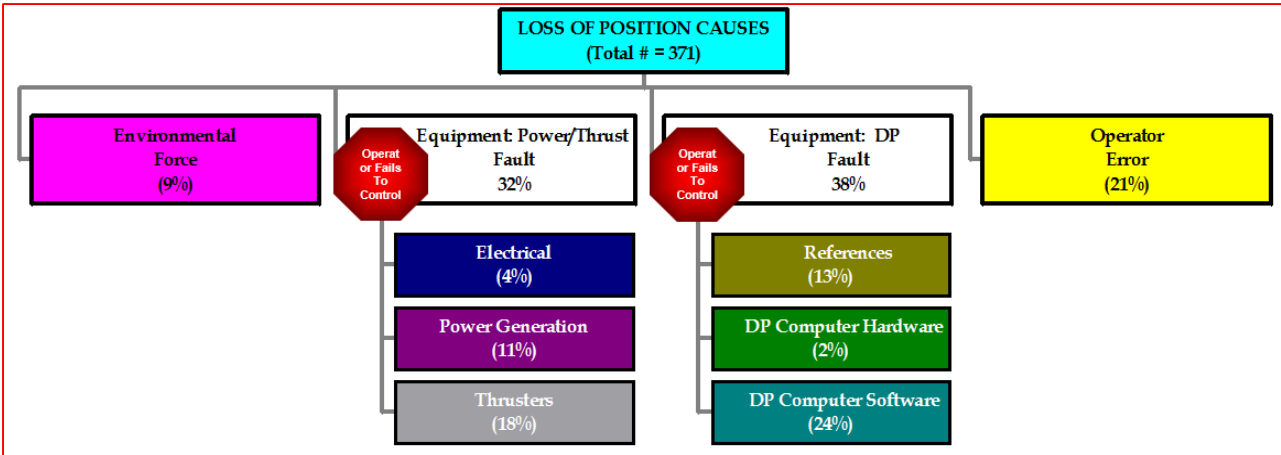 LOSS OF POSITION CAUSES
(Total # = 371)
Environmental
Force
(9%)
Operat
or Fails
To
Control
Equipment: Power/Thrust
Fault
32%
Operat
or Fails
To
Control
Equipment: DP
Fault
38%
Operator
Error
(21%)
Electrical
(4%)
References
(13%)
Power Generation
(11%)
DP Computer Hardware
(2%)
Thrusters
(18%)
DP Computer Software
(24%)